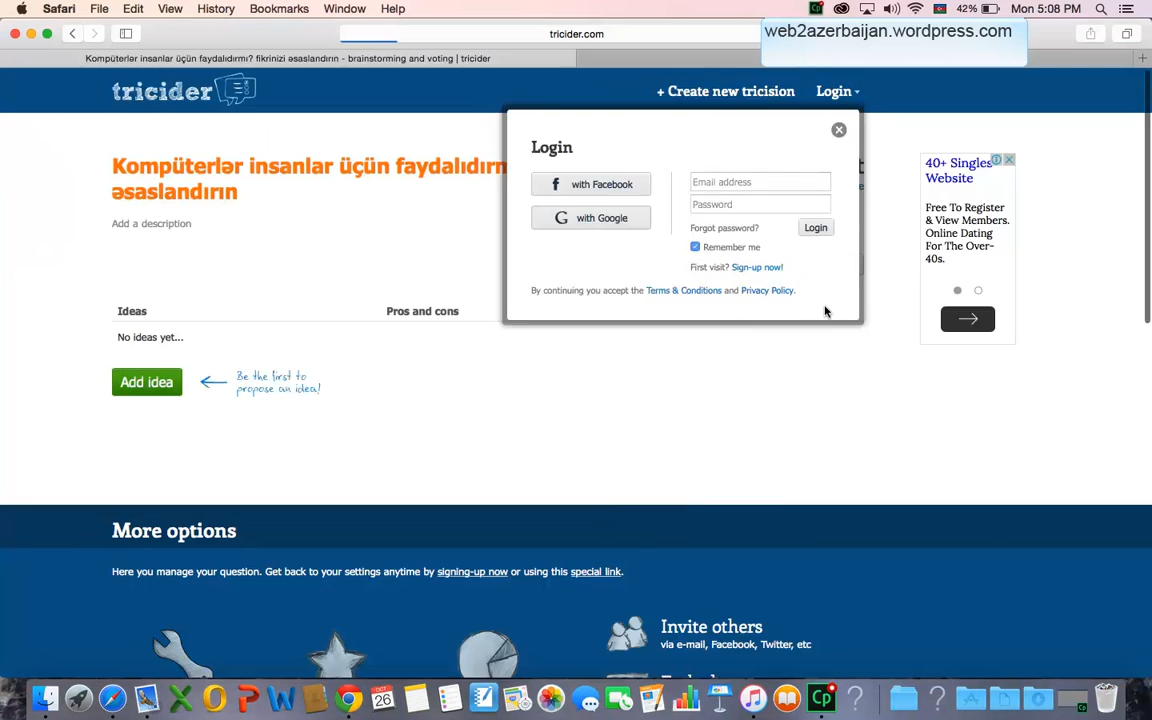 Safari File Edit View History Bookmarks Window Help 42% Mon 5:08 PM
tricider.com
web2azerbaijan.wordpress.com
Kompüterlər insanlar üçün faydalıdırmı? fikrinizi əsaslandırın - brainstorming and voting | tricider
tricider + Create new tricision Login
Login
Kompüterlər insanlar üçün faydalıdırm
əsaslandırın
Add a description
with Facebook
with Google
Email address
Password
Forgot password? Login
Remember me
First visit? Sign-up now!
By continuing you accept the Terms & Conditions and Privacy Policy.
40+ Singles
Website
Free To Register
& View Members.
Online Dating
For The Over-
40s.
Ideas Pros and cons
No ideas yet...
Add idea
Be the first to
propose an idea!
More options
Here you manage your question. Get back to your settings anytime by signing-up now or using this special link.
Invite others
via e-mail, Facebook, Twitter, etc
OCT
26
Cp